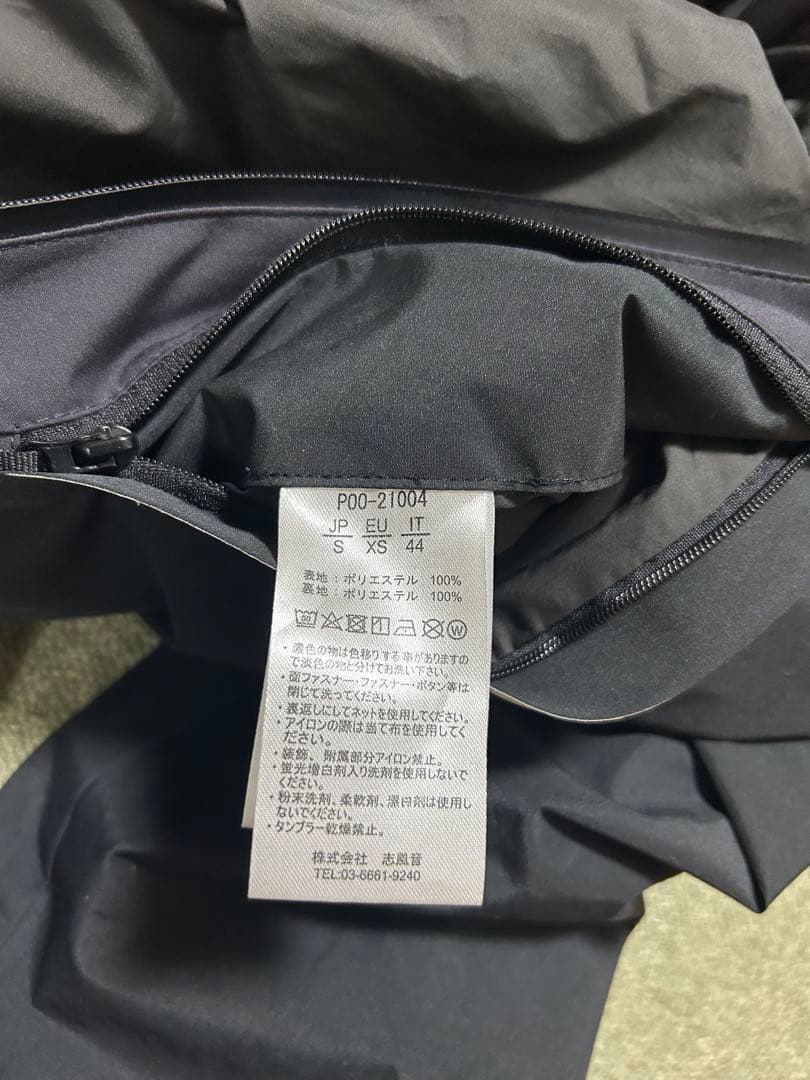 P00-21004
JP EU IT
S XS 44
表地：ポリエステル 100%
裏地：ポリエステル 100%
・濃色の物は色移りする事がありますの
で淡色の物と分けてお洗い下さい。
・面ファスナー・ファスナー・ボタン等は
閉じて洗ってください。
・裏返しにしてネットを使用してください。
・アイロンの際は当て布を使用してく
ださい。
・装飾、附属部分アイロン禁止。
・蛍光増白剤入り洗剤を使用しないで
ください。
・粉末洗剤、柔軟剤、漂白剤は使用し
ないでください。
・タンブラー乾燥禁止。
株式会社 志風音
TEL:03-6661-9240